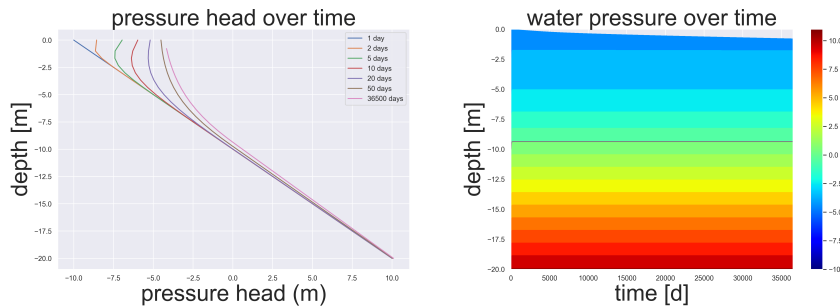 pressure head over time
0.0
−2.5
−5.0
−7.5
−10.0
−12.5
−15.0
−17.5
−20.0
depth [m]
−10.0 −7.5 −5.0 −2.5 0.0 2.5 5.0 7.5 10.0
pressure head (m)
1 day
2 days
5 days
10 days
20 days
50 days
36500 days
water pressure over time
0.0
−2.5
−5.0
−7.5
−10.0
−12.5
−15.0
−17.5
−20.0
depth [m]
0 5000 10000 15000 20000 25000 30000 35000
time [d]
10.0
7.5
5.0
2.5
0.0
−2.5
−5.0
−7.5